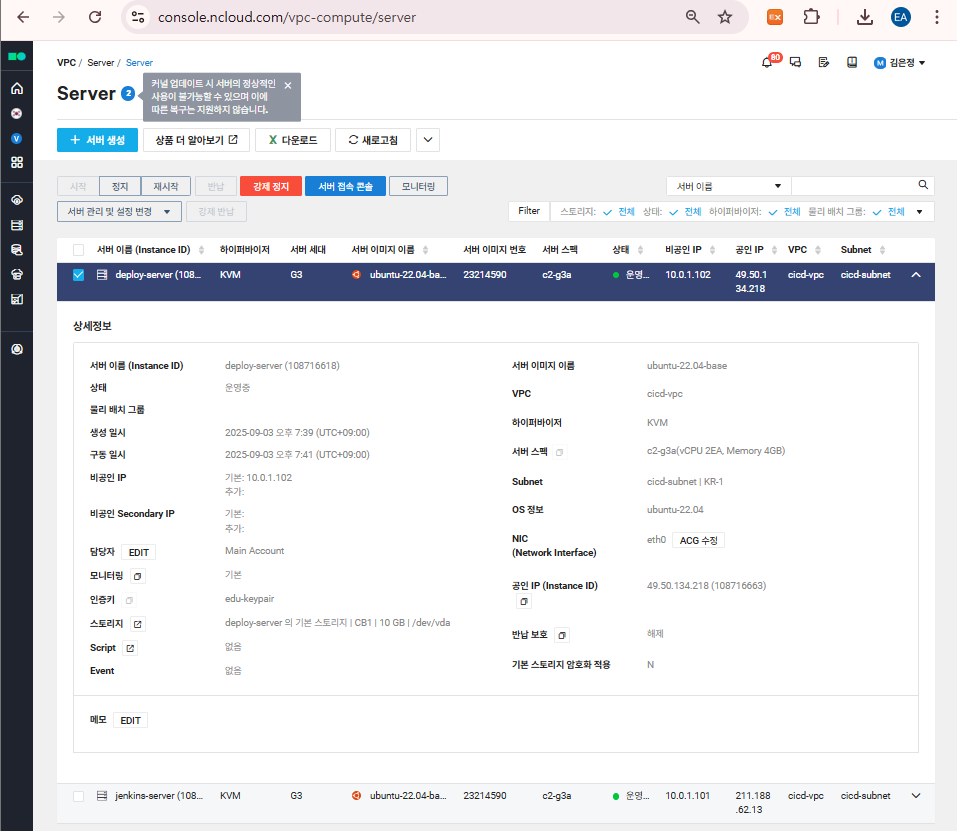 console.ncloud.com/vpc-compute/server
EX
EA
VPC / Server / Server
80
M 김은정
Server 2
커널 업데이트 시 서버의 정상적인
사용이 불가능할 수 있으며 이에
따른 복구는 지원하지 않습니다.
V
+ 서버 생성
상품 더 알아보기
X 다운로드
새로고침
시작 정지 재시작 반납 강제 정지 서버 접속 콘솔 모니터링
서버 이름
서버 관리 및 설정 변경
강제 반납
Filter
스토리지: 전체 상태: 전체 하이퍼바이저: 전체 물리 배치 그룹: 전체
서버 이름 (Instance ID) 하이퍼바이저 서버 세대 서버 이미지 이름 서버 이미지 번호 서버 스펙 상태 비공인 IP 공인 IP VPC Subnet
deploy-server (108... KVM G3 ubuntu-22.04-ba... 23214590 c2-g3a 운영... 10.0.1.102 49.50.1 cicd-vpc cicd-subnet
34.218
상세정보
서버 이름 (Instance ID) deploy-server (108716618)
상태 운영중
물리 배치 그룹
생성 일시 2025-09-03 오후 7:39 (UTC+09:00)
구동 일시 2025-09-03 오후 7:41 (UTC+09:00)
비공인 IP 기본: 10.0.1.102
추가:
비공인 Secondary IP 기본:
추가:
담당자 EDIT Main Account
모니터링 기본
인증키 edu-keypair
스토리지 deploy-server 의 기본 스토리지 | CB1 | 10 GB | /dev/vda
Script 없음
Event 없음
서버 이미지 이름 ubuntu-22.04-base
VPC cicd-vpc
하이퍼바이저 KVM
서버 스펙 c2-g3a(vCPU 2EA, Memory 4GB)
Subnet cicd-subnet | KR-1
OS 정보 ubuntu-22.04
NIC eth0 ACG 수정
(Network Interface)
공인 IP (Instance ID) 49.50.134.218 (108716663)
반납 보호 해제
기본 스토리지 암호화 적용 N
메모 EDIT
jenkins-server (108... KVM G3 ubuntu-22.04-ba... 23214590 c2-g3a 운영... 10.0.1.101 211.188 cicd-vpc cicd-subnet
.62.13